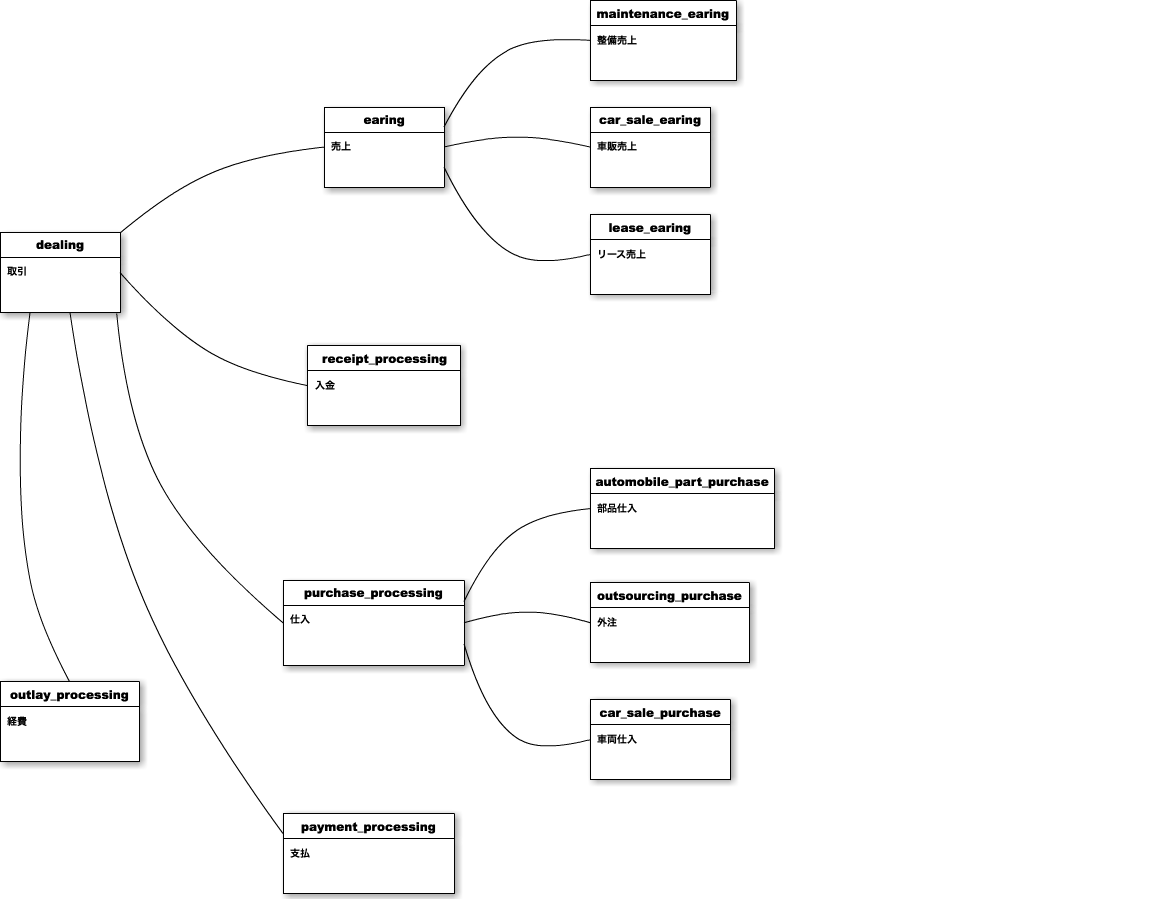 maintenance_earing
整備売上
earing
売上
car_sale_earing
車販売上
lease_earing
リース売上
dealing
取引
receipt_processing
入金
automobile_part_purchase
部品仕入
purchase_processing
仕入
outsourcing_purchase
外注
outlay_processing
経費
car_sale_purchase
車両仕入
payment_processing
支払